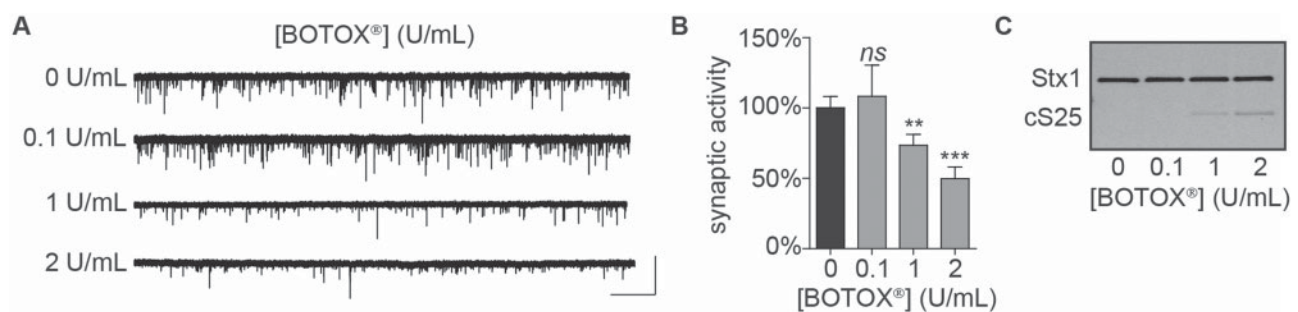 A
[BOTOX®] (U/mL)
0 U/mL
0.1 U/mL
1 U/mL
2 U/mL
B
synaptic activity
150%
100%
50%
0%
ns
**
***
0 0.1 1 2
[BOTOX®] (U/mL)
C
Stx1
cS25
0 0.1 1 2
[BOTOX®] (U/mL)